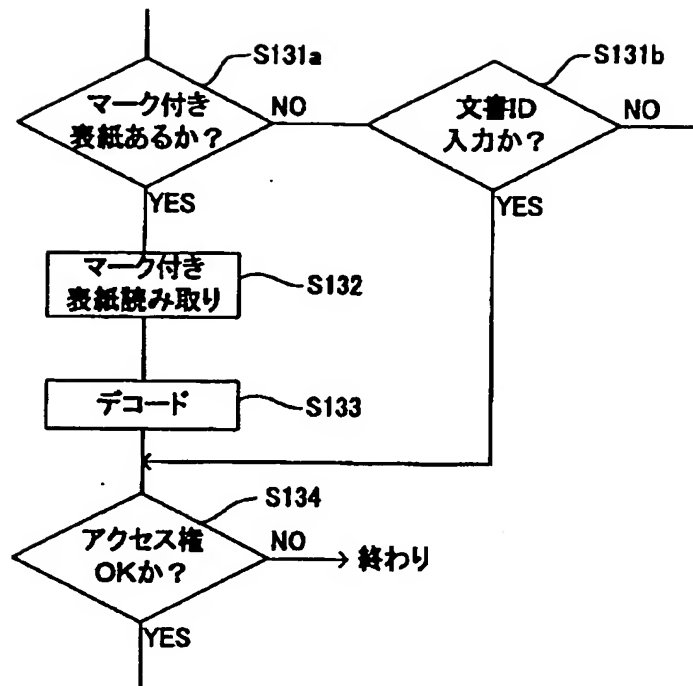 S131a
マーク付き
表紙あるか？
NO
YES
S131b
文書ID
入力か？
NO
YES
マーク付き
表紙読み取り
S132
デコード
S133
S134
アクセス権
OKか？
NO
終わり
YES